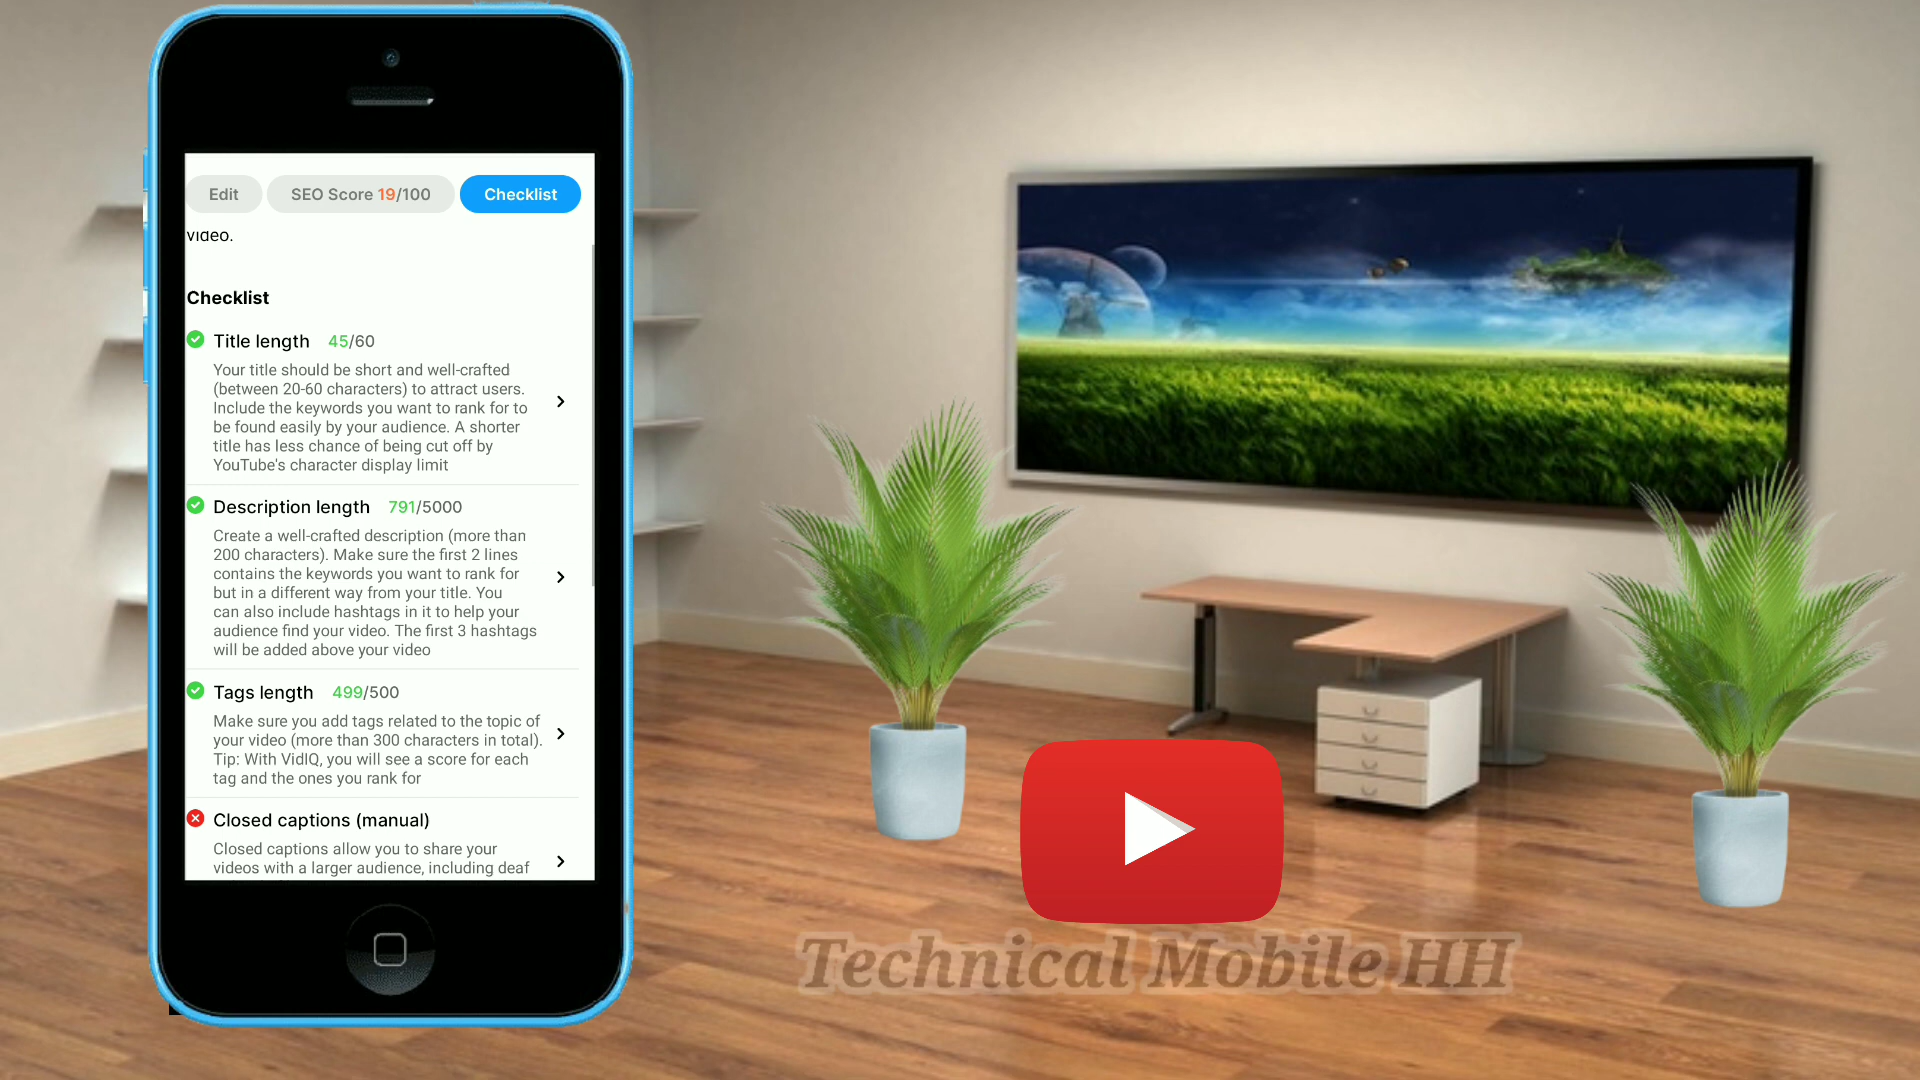 Edit
SEO Score 19/100
Checklist
video.
Checklist
Title length 45/60
Your title should be short and well-crafted
(between 20-60 characters) to attract users.
Include the keywords you want to rank for to
be found easily by your audience. A shorter
title has less chance of being cut off by
YouTube's character display limit
Description length 791/5000
Create a well-crafted description (more than
200 characters). Make sure the first 2 lines
contains the keywords you want to rank for
but in a different way from your title. You
can also include hashtags in it to help your
audience find your video. The first 3 hashtags
will be added above your video
Tags length 499/500
Make sure you add tags related to the topic of
your video (more than 300 characters in total).
Tip: With VidIQ, you will see a score for each
tag and the ones you rank for
Closed captions (manual)
Closed captions allow you to share your
videos with a larger audience, including deaf
Technical Mobile HH